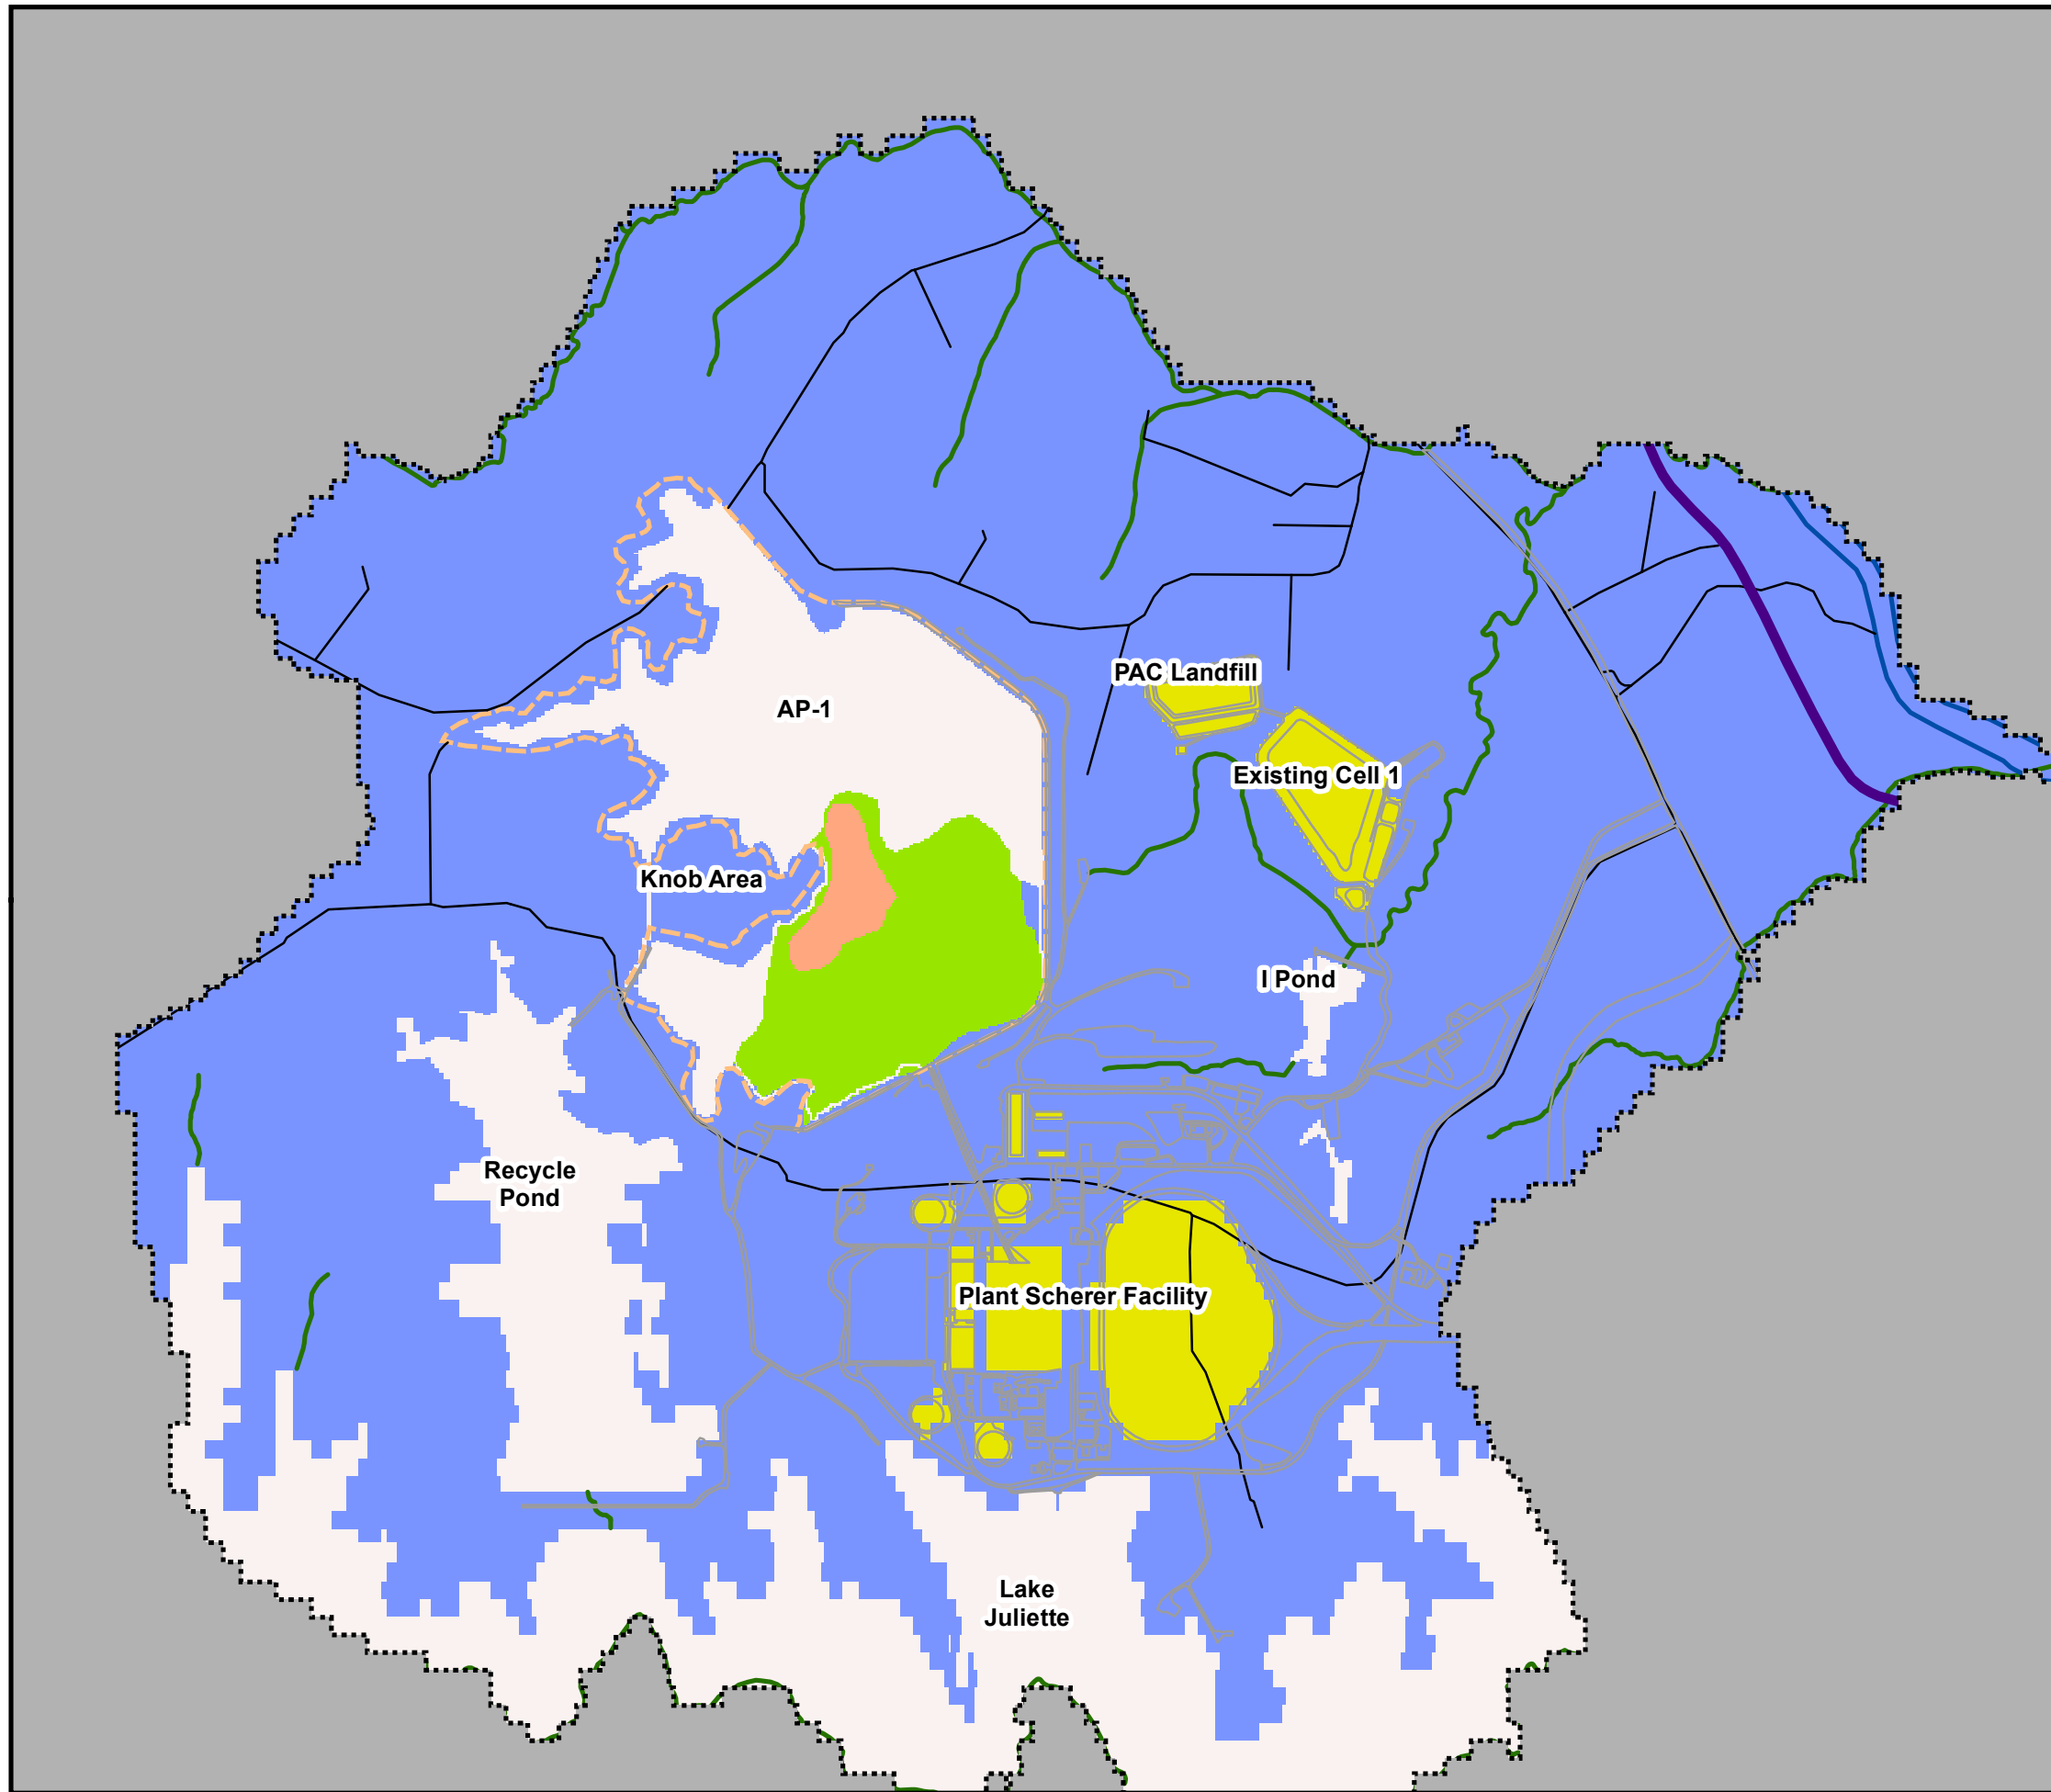 PAC Landfill
AP-1
Existing Cell 1
Knob Area
I Pond
Recycle
Pond
Plant Scherer Facility
Lake
Juliette